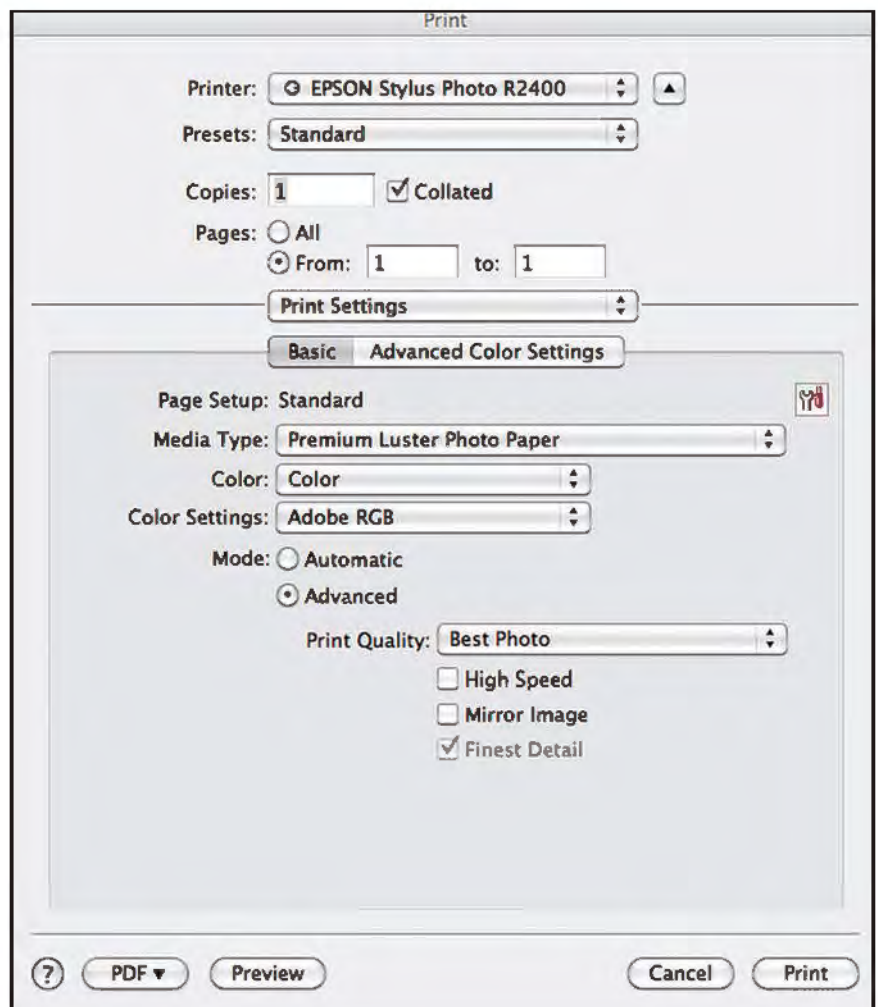 Print
Printer: EPSON Stylus Photo R2400
Presets: Standard
Copies: 1 Collated
Pages: All
From: 1 to: 1
Print Settings
Basic Advanced Color Settings
Page Setup: Standard
Media Type: Premium Luster Photo Paper
Color: Color
Color Settings: Adobe RGB
Mode: Automatic
Advanced
Print Quality: Best Photo
High Speed
Mirror Image
Finest Detail
? PDF Preview Cancel Print